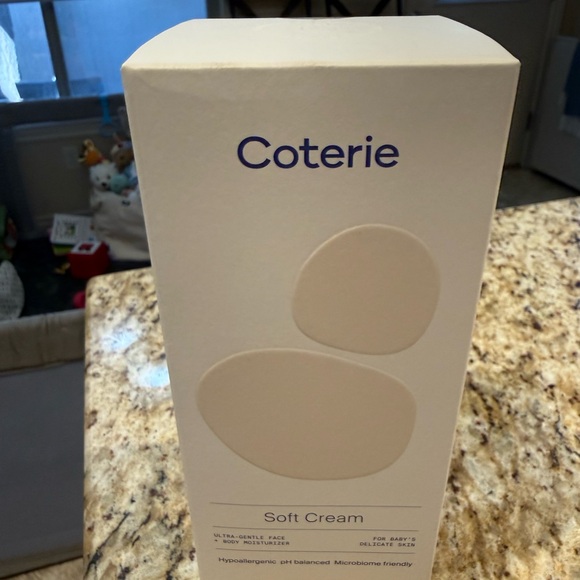 Coterie
Soft Cream
ULTRA-GENTLE FACE FOR BABY'S
+ BODY MOISTURIZER DELICATE SKIN
Hypoallergenic pH balanced Microbiome friendly